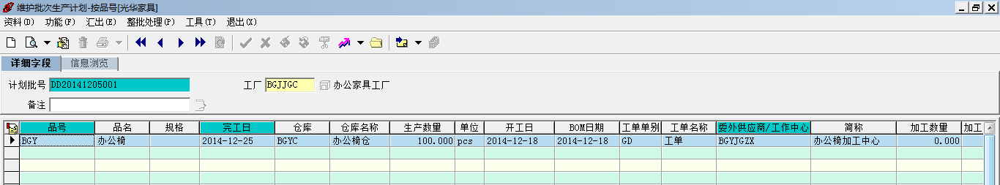 维护批次生产计划-按品号[光华家具]
资料(D) 功能(F) 汇出(E) 整批处理(P) 工具(T) 退出(X)
详细字段 信息浏览
计划批号 DD20141205001 工厂 BGJJGC 办公家具工厂
备注
品号 品名 规格 完工日 仓库 仓库名称 生产数量 单位 开工日 BOM日期 工单单别 工单名称 委外供应商/工作中心 简称 加工数量 加工
BGY 办公椅 2014-12-25 BGYC 办公椅仓 100.000 pcs 2014-12-18 2014-12-18 GD 工单 BGYJGZX 办公椅加工中心 0.000